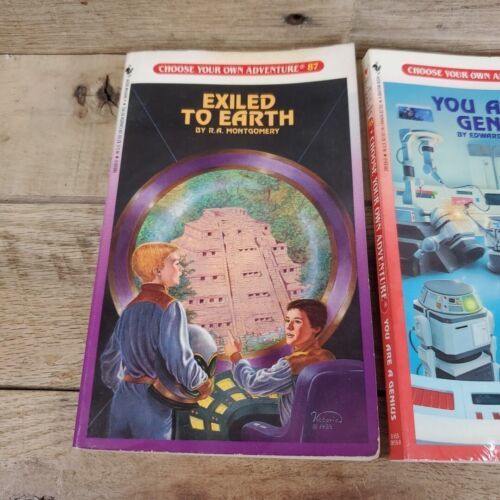 CHOOSE YOUR OWN ADVENTURE® 87
EXILED
TO EARTH
BY R.A. MONTGOMERY
CHOOSE YOUR OWN
YOU A
GEN
BY EDWARD
CHOOSE YOUR OWN ADVENTURE®
YOU ARE A GENIUS